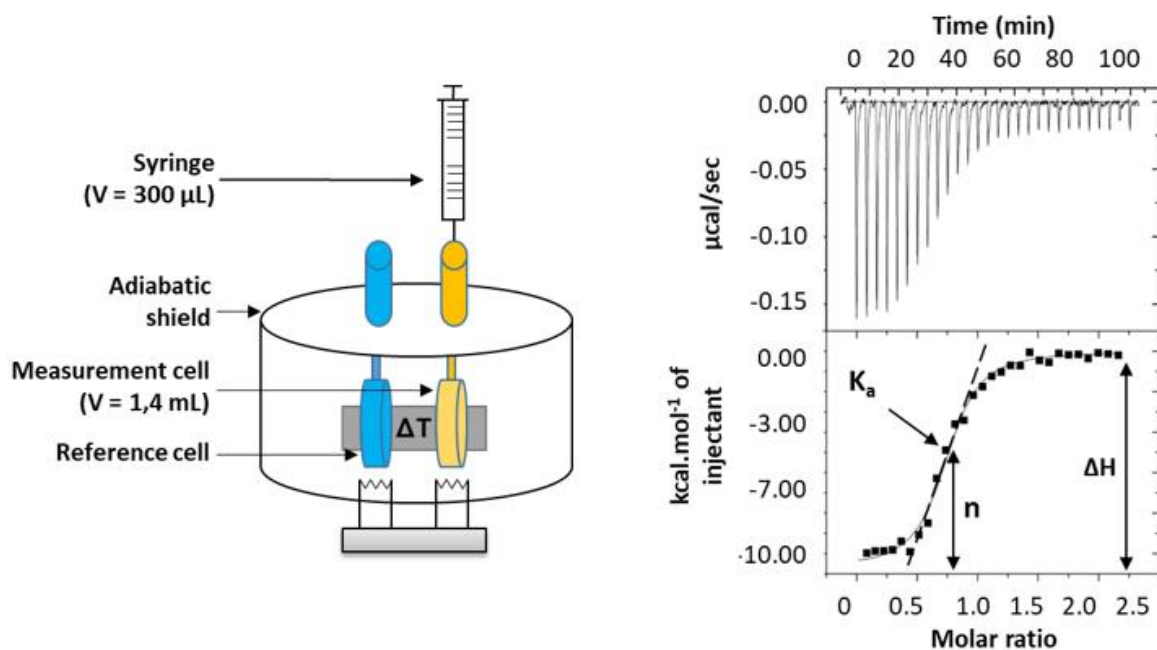 Syringe
(V = 300 µL)
Adiabatic
shield
Measurement cell
(V = 1,4 mL)
Reference cell
ΔT
Time (min)
0 20 40 60 80 100
0.00
-0.05
-0.10
-0.15
µcal/sec
0.00
-3.00
-7.00
-10.00
kcal.mol⁻¹ of
injectant
Kₐ
n
ΔH
0 0.5 1.0 1.5 2.0 2.5
Molar ratio